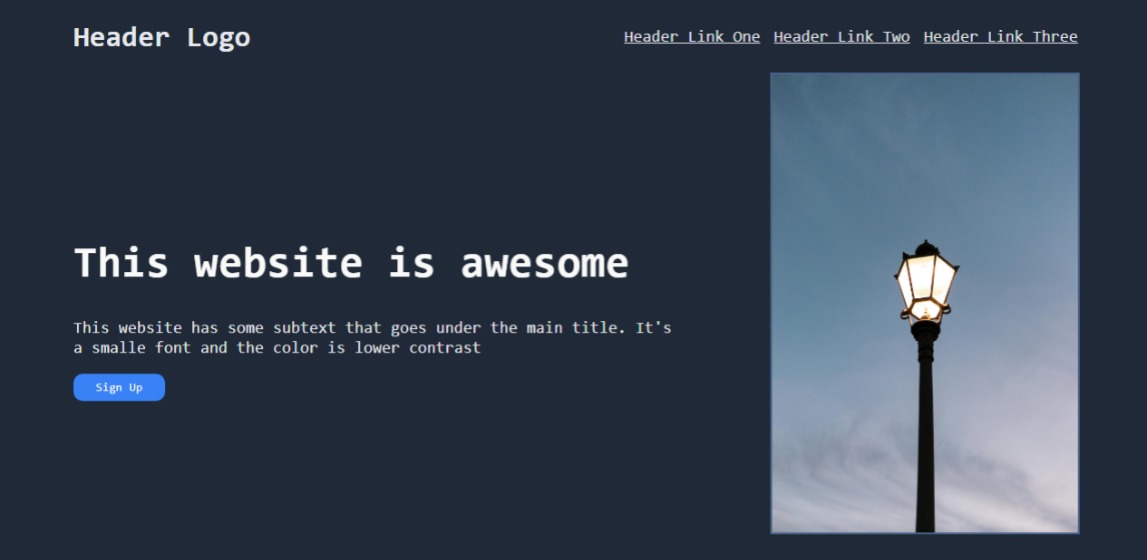 Header Logo
Header Link One Header Link Two Header Link Three
This website is awesome
This website has some subtext that goes under the main title. It's
a smalle font and the color is lower contrast
Sign Up